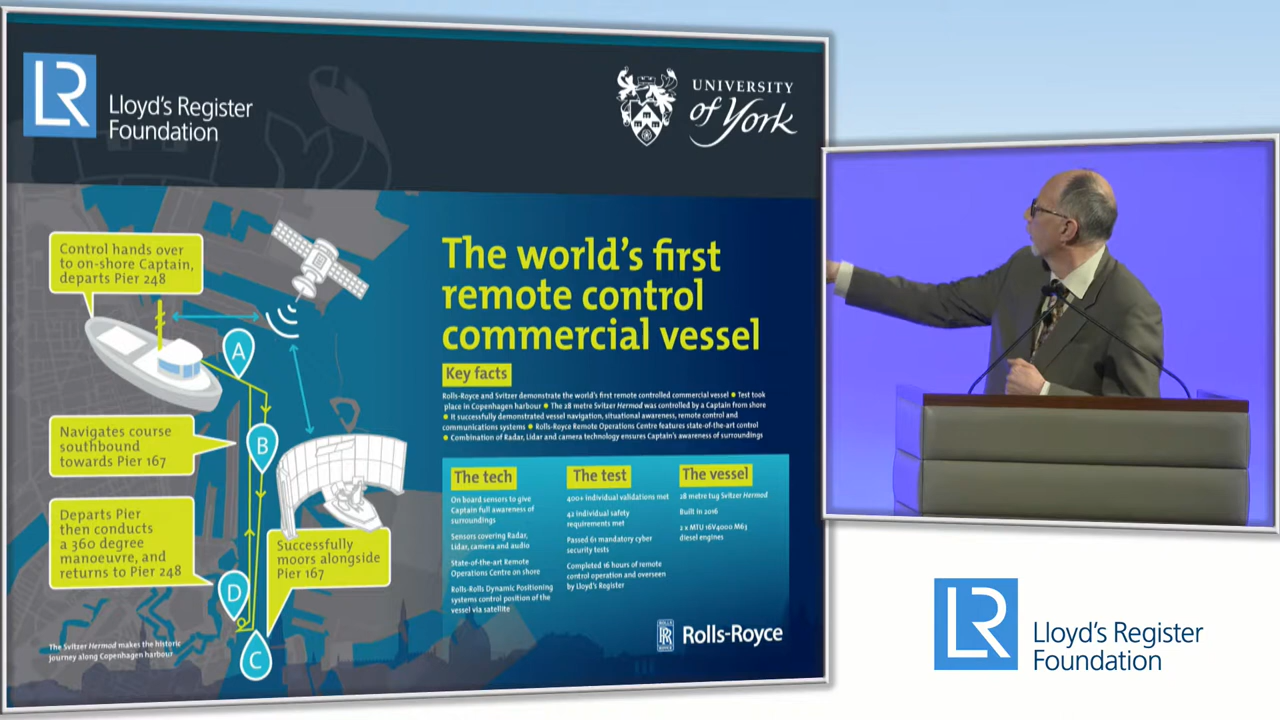 LR
Lloyd's Register
Foundation
UNIVERSITY
of York
Control hands over
to on-shore Captain,
departs Pier 248
A
Navigates course
southbound
towards Pier 167
B
Departs Pier
then conducts
a 360 degree
manoeuvre, and
returns to Pier 248
D
Successfully
moors alongside
Pier 167
C
The Svitzer Hermod makes the historic
journey along Copenhagen harbour
The world's first
remote control
commercial vessel
Key facts
Rolls-Royce and Svitzer demonstrate the world's first remote controlled commercial vessel • Test took
place in Copenhagen harbour • The 28 metre Svitzer Hermod was controlled by a Captain from shore
• It successfully demonstrated vessel navigation, situational awareness, remote control and
communications systems • Rolls-Royce Remote Operations Centre features state-of-the-art control
• Combination of Radar, Lidar and camera technology ensures Captain's awareness of surroundings
The tech
On board sensors to give
Captain full awareness of
surroundings
Sensors covering Radar,
Lidar, camera and audio
State-of-the-art Remote
Operations Centre on shore
Rolls-Rolls Dynamic Positioning
systems control position of the
vessel via satellite
The test
400+ individual validations met
42 individual safety
requirements met
Passed 61 mandatory cyber
security tests
Completed 16 hours of remote
control operation and overseen
by Lloyd's Register
The vessel
28 metre tug Svitzer Hermod
Built in 2016
2 x MTU 16V4000 M63
diesel engines
ROLLS
RR
ROYCE
Rolls-Royce
LR
Lloyd's Register
Foundation